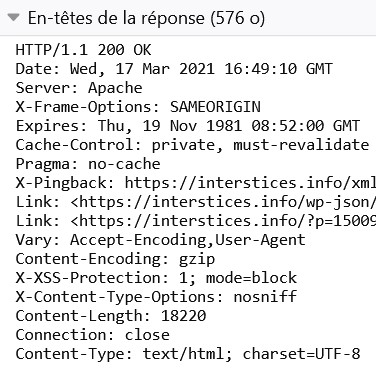 En-têtes de la réponse (576 o)
HTTP/1.1 200 OK
Date: Wed, 17 Mar 2021 16:49:10 GMT
Server: Apache
X-Frame-Options: SAMEORIGIN
Expires: Thu, 19 Nov 1981 08:52:00 GMT
Cache-Control: private, must-revalidate
Pragma: no-cache
X-Pingback: https://interstices.info/xml
Link: <https://interstices.info/wp-json/
Link: <https://interstices.info/?p=15009
Vary: Accept-Encoding,User-Agent
Content-Encoding: gzip
X-XSS-Protection: 1; mode=block
X-Content-Type-Options: nosniff
Content-Length: 18220
Connection: close
Content-Type: text/html; charset=UTF-8